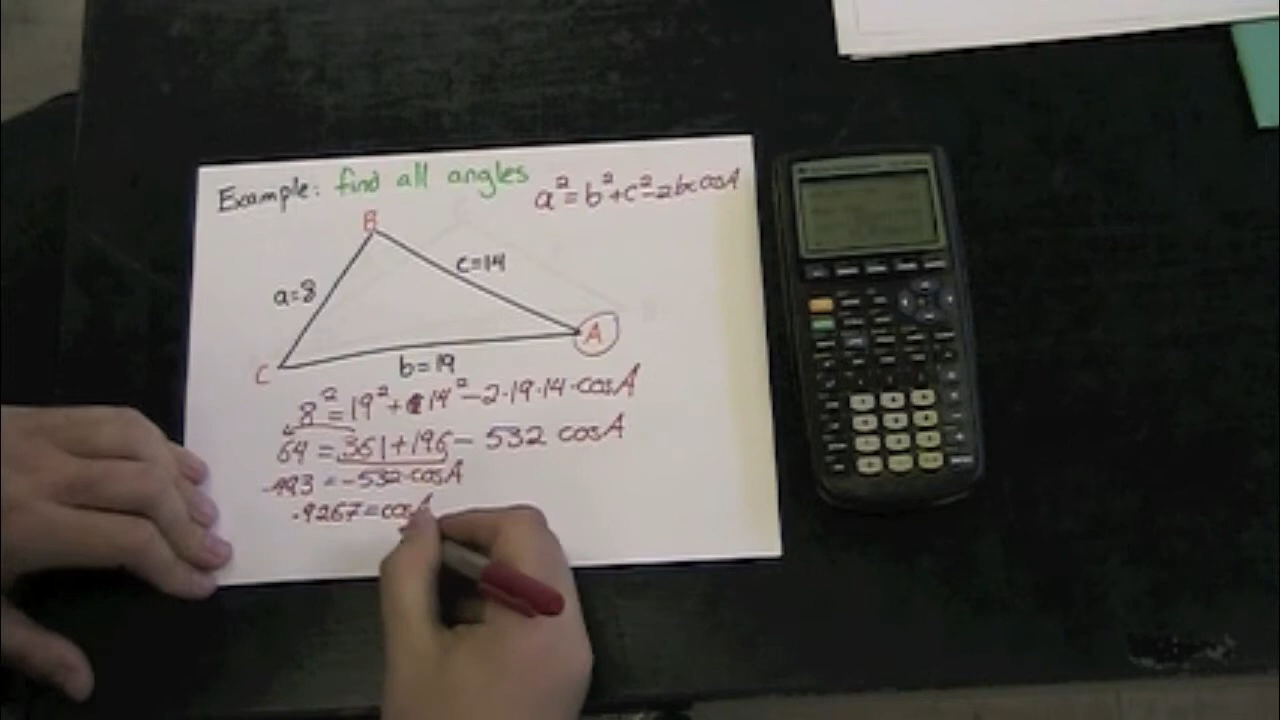 Example: find all angles
a²=b²+c²-2bc cosA
B
c=14
a=8
A
b=19
C
8²=19²+14²-2·19·14·cosA
64=361+196-532 cosA
-493=-532·cosA
.9267=cosA